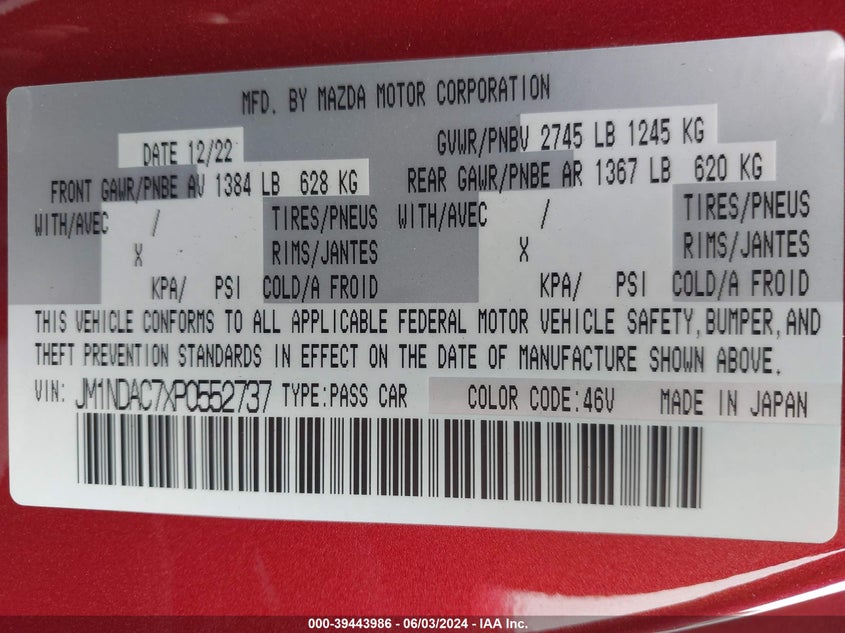 MFD. BY MAZDA MOTOR CORPORATION
DATE 12/22
GVWR/PNBV 2745 LB 1245 KG
FRONT GAWR/PNBE AV 1384 LB 628 KG
REAR GAWR/PNBE AR 1367 LB 620 KG
WITH/AVEC / TIRES/PNEUS WITH/AVEC / TIRES/PNEUS
X RIMS/JANTES X RIMS/JANTES
KPA/ PSI COLD/A FROID KPA/ PSI COLD/A FROID
THIS VEHICLE CONFORMS TO ALL APPLICABLE FEDERAL MOTOR VEHICLE SAFETY, BUMPER, AND
THEFT PREVENTION STANDARDS IN EFFECT ON THE DATE OF MANUFACTURE SHOWN ABOVE.
VIN: JM1NDAC7XP0552737 TYPE:PASS CAR COLOR CODE:46V MADE IN JAPAN
000-39443986 - 06/03/2024 - IAA Inc.